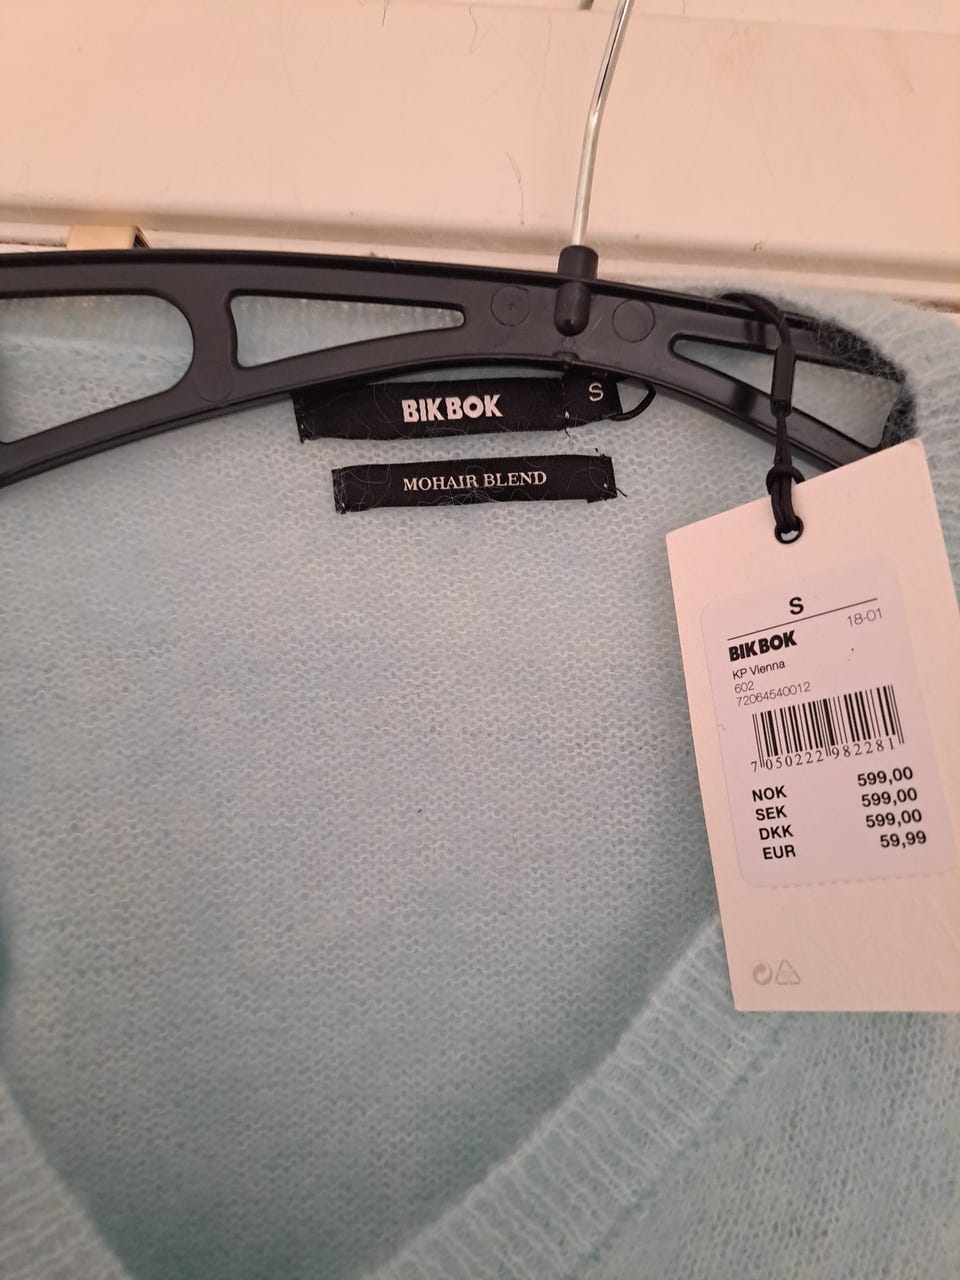 BIKBOK
S
MOHAIR BLEND
S
BIKBOK 18-01
KP Vienna
602
72064540012
7 050222 982281
NOK 599,00
SEK 599,00
DKK 599,00
EUR 59,99